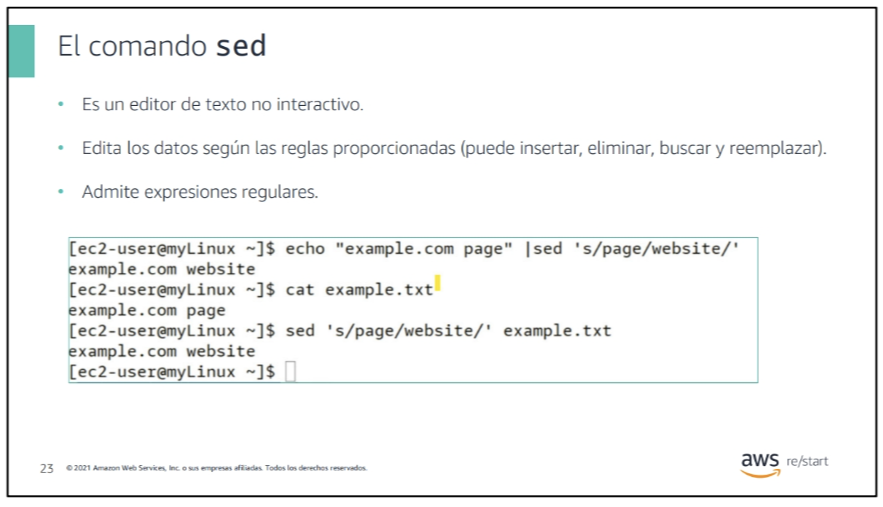 El comando sed
• Es un editor de texto no interactivo.
• Edita los datos según las reglas proporcionadas (puede insertar, eliminar, buscar y reemplazar).
• Admite expresiones regulares.
[ec2-user@myLinux ~]$ echo "example.com page" |sed 's/page/website/'
example.com website
[ec2-user@myLinux ~]$ cat example.txt
example.com page
[ec2-user@myLinux ~]$ sed 's/page/website/' example.txt
example.com website
[ec2-user@myLinux ~]$
23 © 2021 Amazon Web Services, Inc. o sus empresas afiliadas. Todos los derechos reservados.
aws re/start